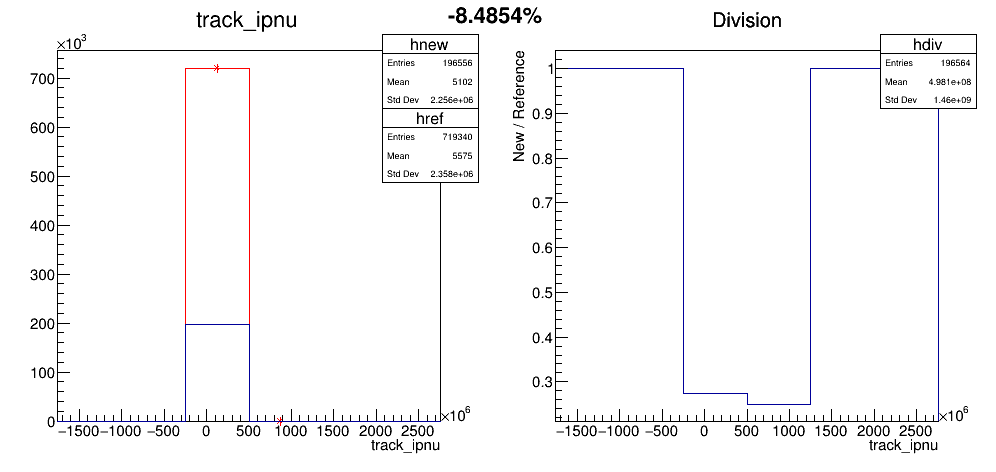 track_ipnu
-8.4854%
Division
×10³
hnew
Entries 196556
Mean 5102
Std Dev 2.256e+06
href
Entries 719340
Mean 5575
Std Dev 2.358e+06
700
600
500
400
300
200
100
0
−1500 −1000 −500 0 500 1000 1500 2000 2500
×10⁶
track_ipnu
hdiv
Entries 196564
Mean 4.981e+08
Std Dev 1.46e+09
New / Reference
1
0.9
0.8
0.7
0.6
0.5
0.4
0.3
−1500 −1000 −500 0 500 1000 1500 2000 2500
×10⁶
track_ipnu